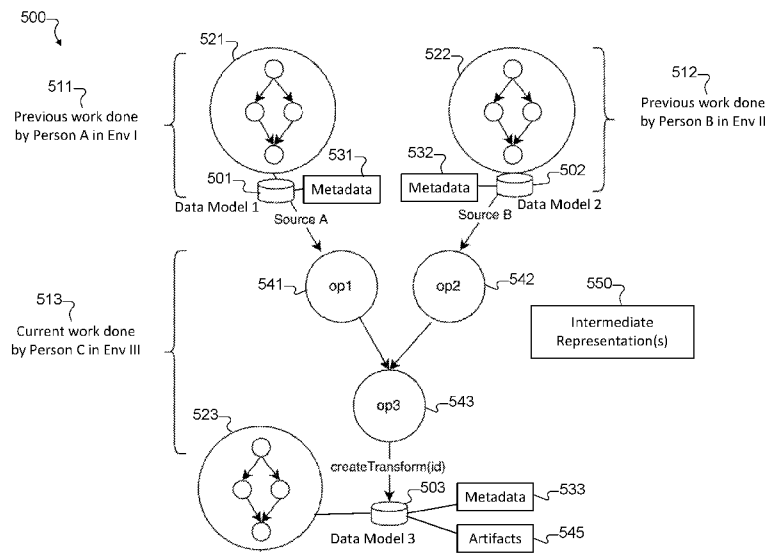 500
521
522
511
Previous work done
by Person A in Env I
512
Previous work done
by Person B in Env II
531
Metadata
532
Metadata
501
502
Data Model 1
Data Model 2
Source A
Source B
541
op1
op2
542
550
Intermediate
Representation(s)
513
Current work done
by Person C in Env III
op3
543
523
createTransform(id)
503
Data Model 3
Metadata
533
Artifacts
545